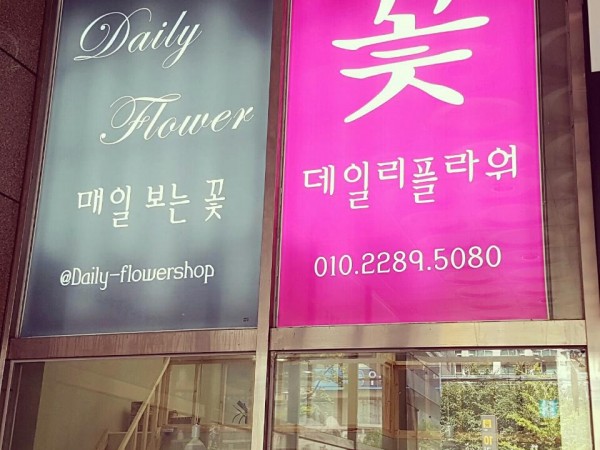 Daily
Flower
매일 보는 꽃
@Daily-flowershop
꽃
데일리플라워
010.2289.5080